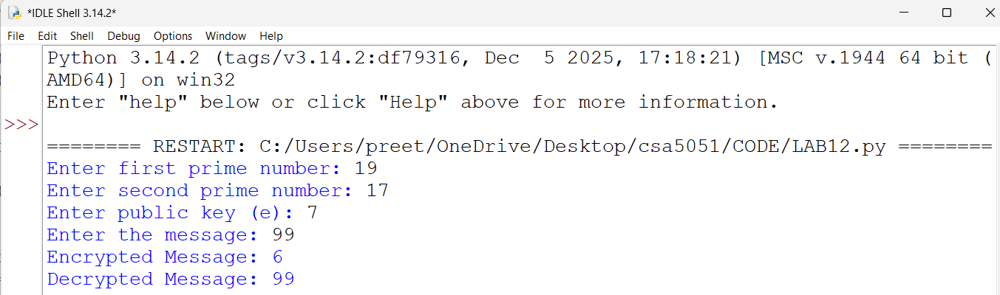 *IDLE Shell 3.14.2*
File Edit Shell Debug Options Window Help
Python 3.14.2 (tags/v3.14.2:df79316, Dec  5 2025, 17:18:21) [MSC v.1944 64 bit (
AMD64)] on win32
Enter "help" below or click "Help" above for more information.
>>>
======== RESTART: C:/Users/preet/OneDrive/Desktop/csa5051/CODE/LAB12.py ========
Enter first prime number: 19
Enter second prime number: 17
Enter public key (e): 7
Enter the message: 99
Encrypted Message: 6
Decrypted Message: 99